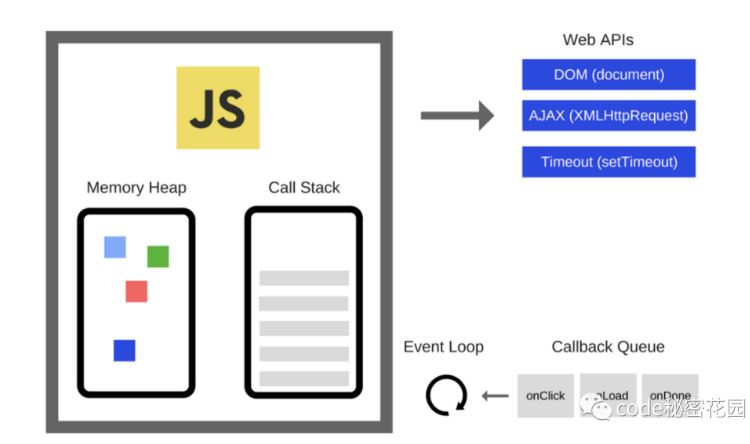 JS
Memory Heap
Call Stack
Web APIs
DOM (document)
AJAX (XMLHttpRequest)
Timeout (setTimeout)
Event Loop
Callback Queue
onClick
onLoad
onDone
code秘密花园